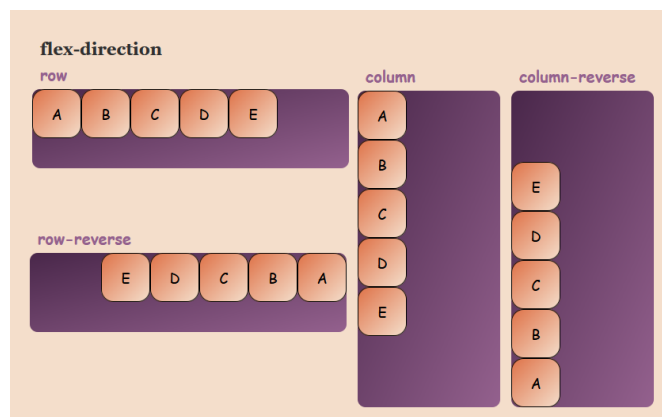 flex-direction
row
A B C D E
row-reverse
E D C B A
column
A
B
C
D
E
column-reverse
E
D
C
B
A